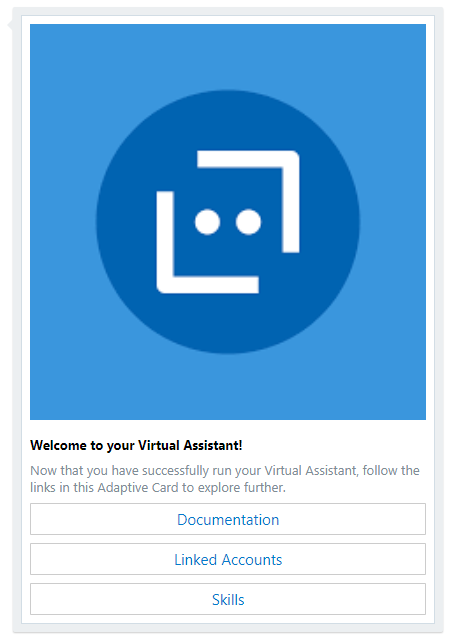 Welcome to your Virtual Assistant!
Now that you have successfully run your Virtual Assistant, follow the
links in this Adaptive Card to explore further.
Documentation
Linked Accounts
Skills